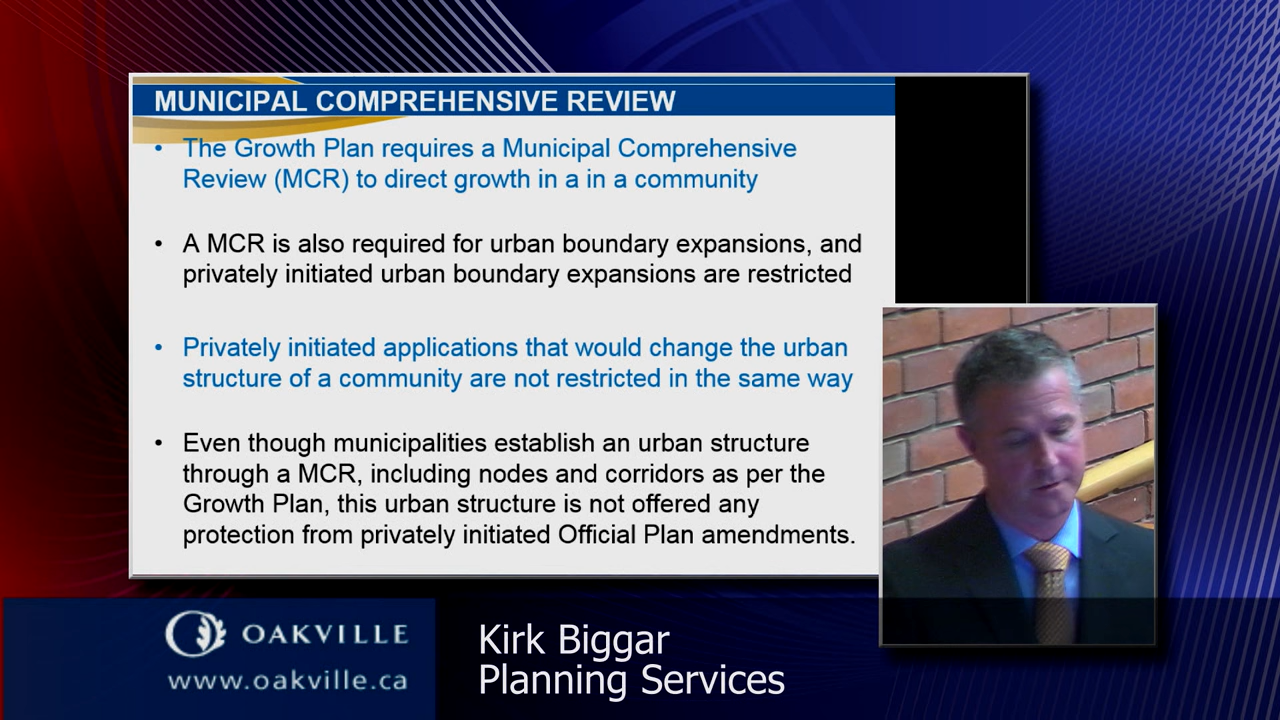 MUNICIPAL COMPREHENSIVE REVIEW
• The Growth Plan requires a Municipal Comprehensive
Review (MCR) to direct growth in a in a community
• A MCR is also required for urban boundary expansions, and
privately initiated urban boundary expansions are restricted
• Privately initiated applications that would change the urban
structure of a community are not restricted in the same way
• Even though municipalities establish an urban structure
through a MCR, including nodes and corridors as per the
Growth Plan, this urban structure is not offered any
protection from privately initiated Official Plan amendments.
OAKVILLE
www.oakville.ca
Kirk Biggar
Planning Services